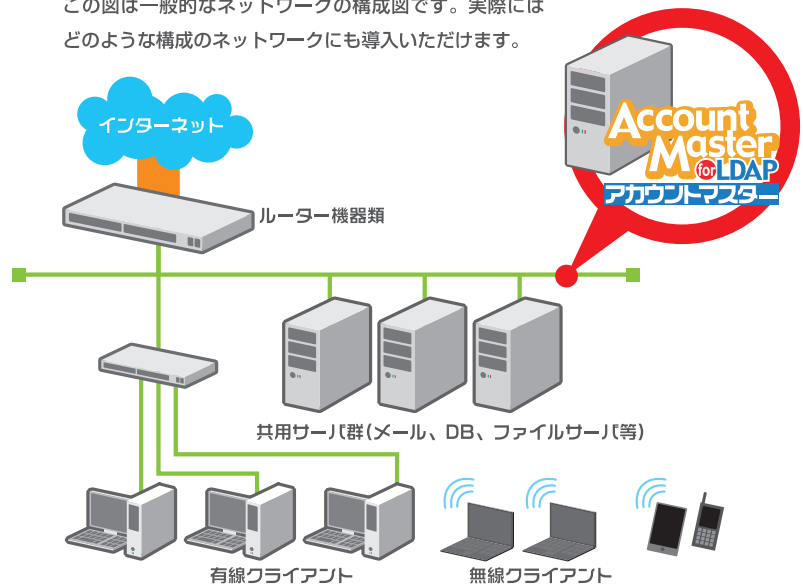 この図は一般的なネットワークの構成図です。実際には
どのような構成のネットワークにも導入いただけます。
インターネット
Account
Master
for LDAP
アカウントマスター
ルーター機器類
共用サーバ群(メール、DB、ファイルサーバ等)
有線クライアント
無線クライアント